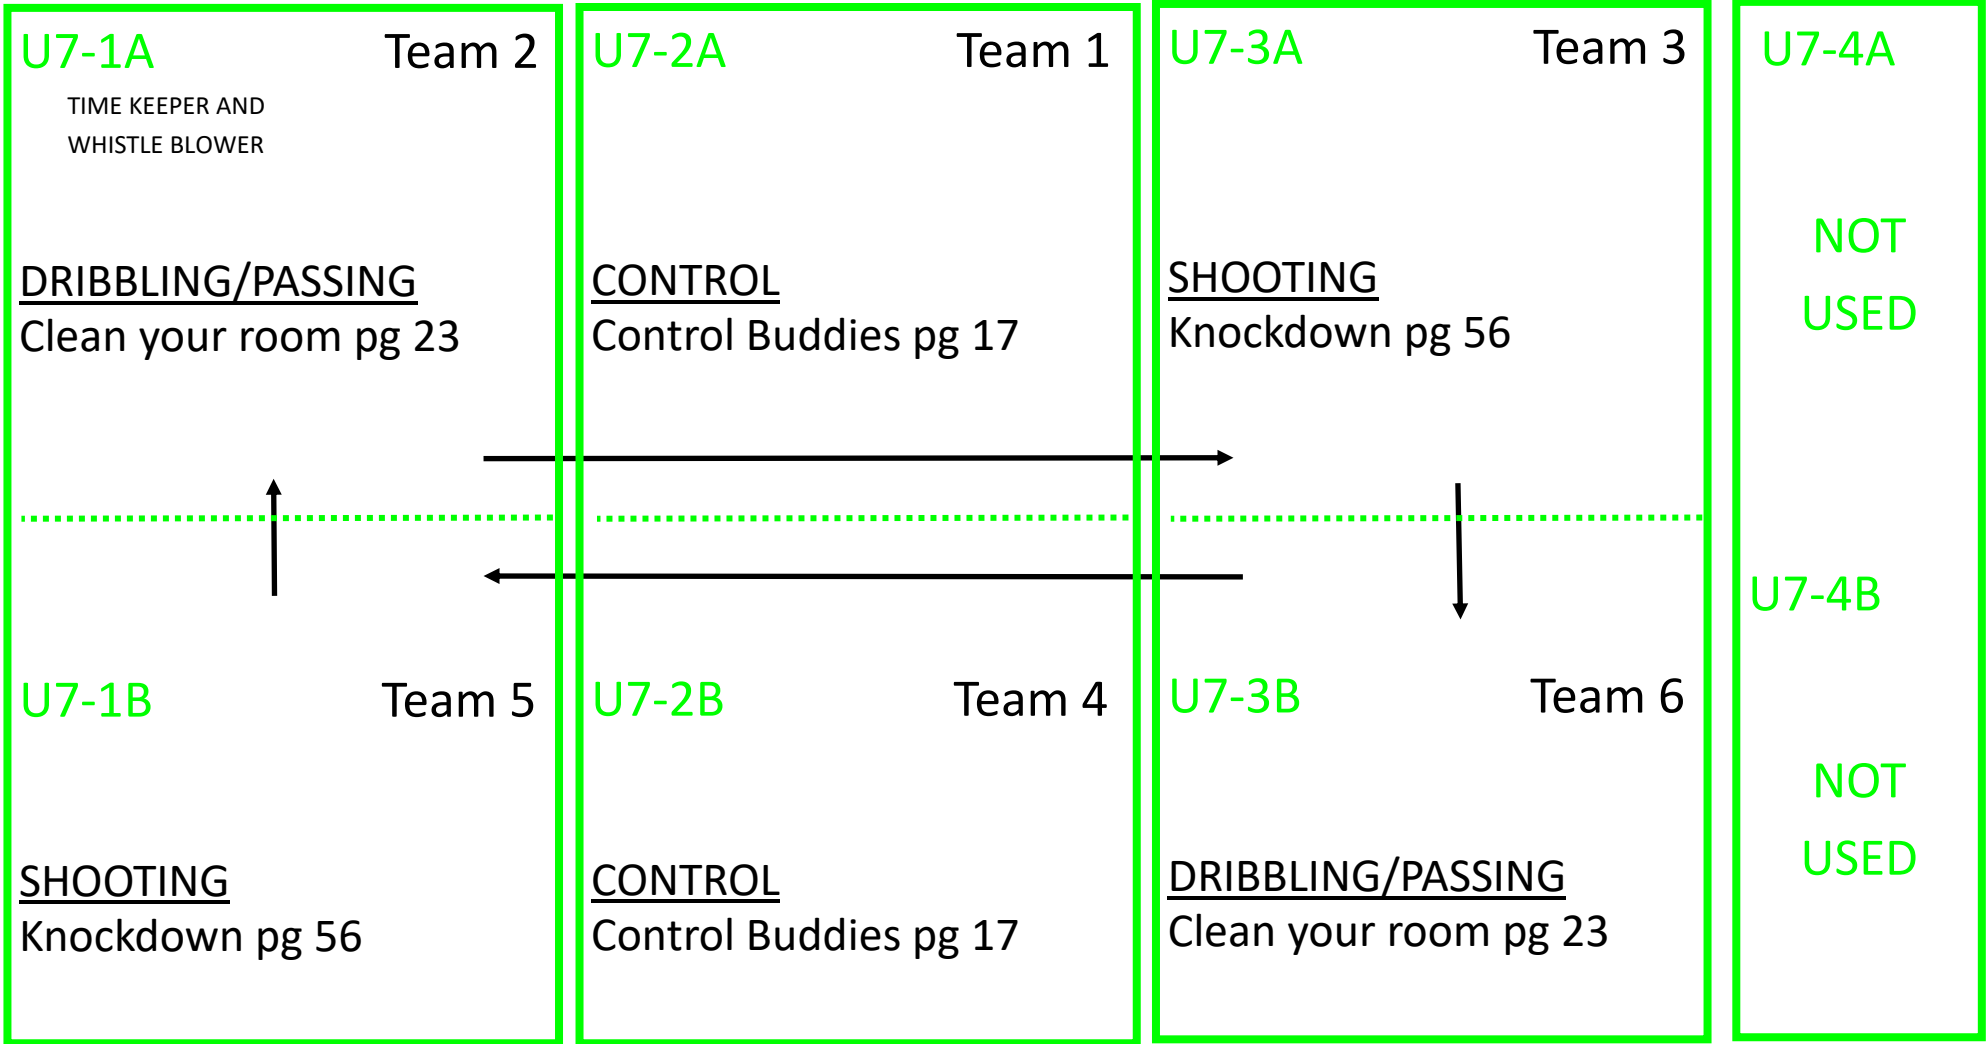 U7-1A Team 2
TIME KEEPER AND
WHISTLE BLOWER
DRIBBLING/PASSING
Clean your room pg 23
U7-2A Team 1
CONTROL
Control Buddies pg 17
U7-3A Team 3
SHOOTING
Knockdown pg 56
U7-4A
NOT
USED
U7-1B Team 5
SHOOTING
Knockdown pg 56
U7-2B Team 4
CONTROL
Control Buddies pg 17
U7-3B Team 6
DRIBBLING/PASSING
Clean your room pg 23
U7-4B
NOT
USED